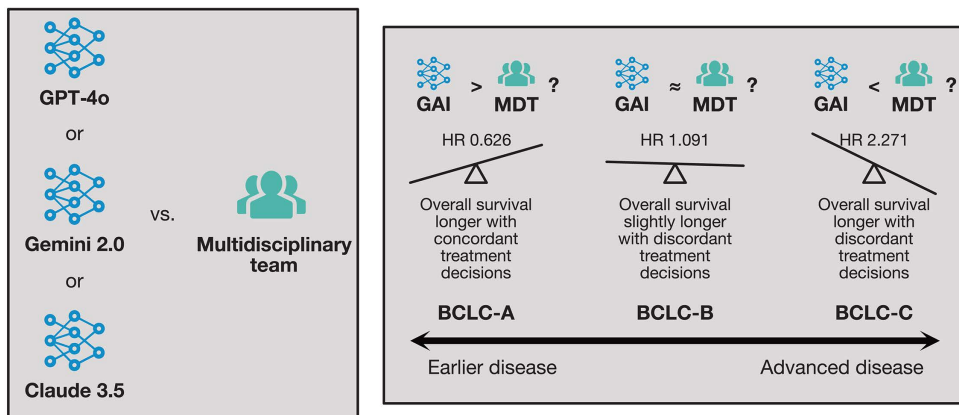 GPT-4o
or
Gemini 2.0
or
Claude 3.5
vs.
Multidisciplinary
team
GAI > MDT ?
HR 0.626
Overall survival
longer with
concordant
treatment
decisions
BCLC-A
GAI ≈ MDT ?
HR 1.091
Overall survival
slightly longer
with discordant
treatment
decisions
BCLC-B
GAI < MDT ?
HR 2.271
Overall survival
longer with
discordant
treatment
decisions
BCLC-C
Earlier disease
Advanced disease